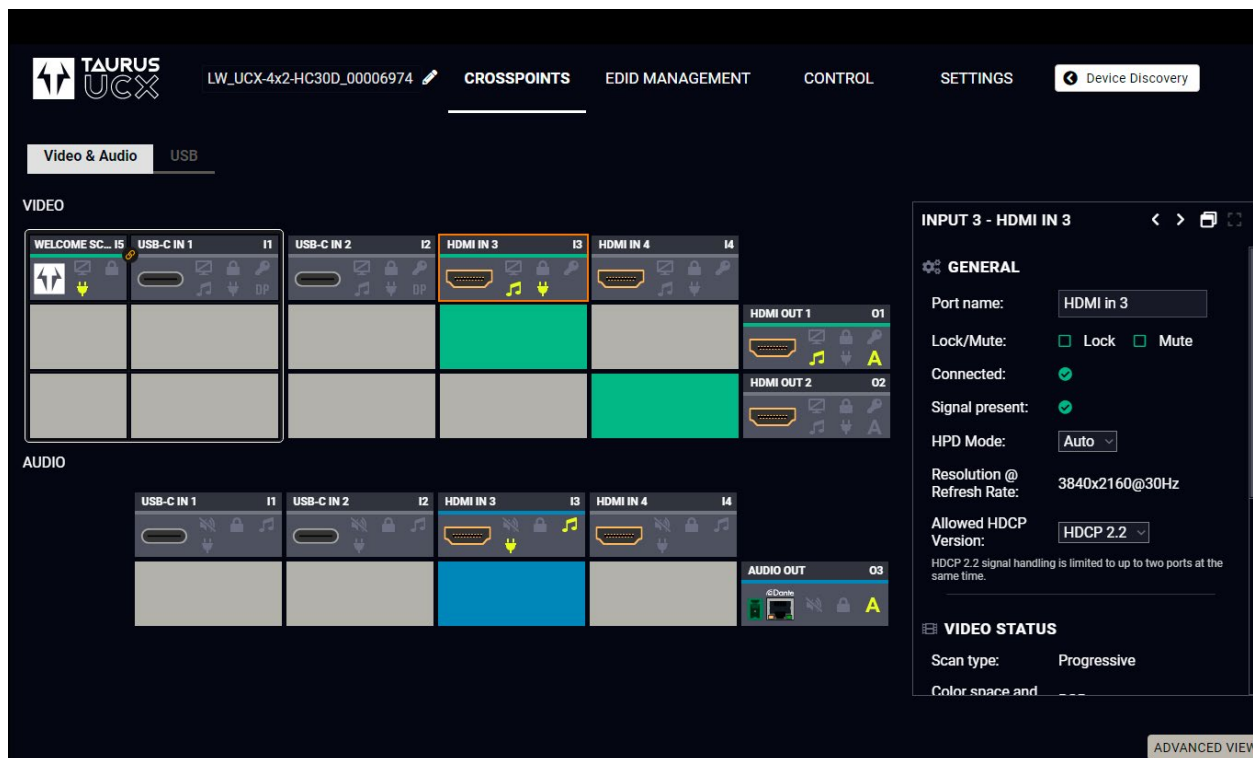 TAURUS
UCX
LW_UCX-4x2-HC30D_00006974
CROSSPOINTS
EDID MANAGEMENT
CONTROL
SETTINGS
Device Discovery
Video & Audio
USB
VIDEO
WELCOME SC... I5
USB-C IN 1 I1
USB-C IN 2 I2
HDMI IN 3 I3
HDMI IN 4 I4
DP
DP
HDMI OUT 1 O1
A
HDMI OUT 2 O2
A
AUDIO
USB-C IN 1 I1
USB-C IN 2 I2
HDMI IN 3 I3
HDMI IN 4 I4
AUDIO OUT O3
Dante
A
INPUT 3 - HDMI IN 3
GENERAL
Port name: HDMI in 3
Lock/Mute: Lock Mute
Connected:
Signal present:
HPD Mode: Auto
Resolution @
Refresh Rate: 3840x2160@30Hz
Allowed HDCP
Version: HDCP 2.2
HDCP 2.2 signal handling is limited to up to two ports at the
same time.
VIDEO STATUS
Scan type: Progressive
Color space and
ADVANCED VIEW